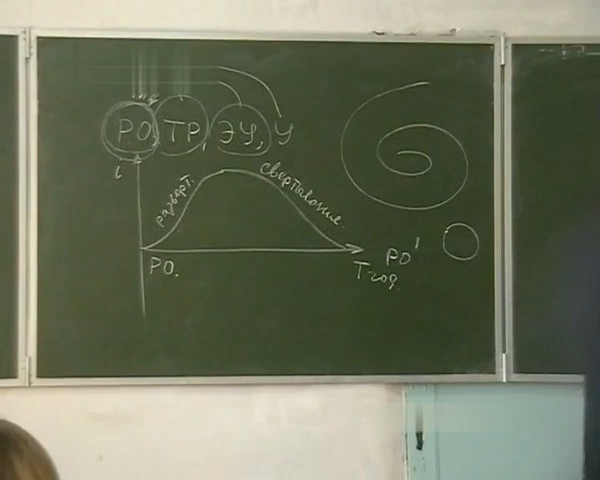 РО, ТР, ЭУ, У
разверт. свертывание.
РО.
Т год. РО'